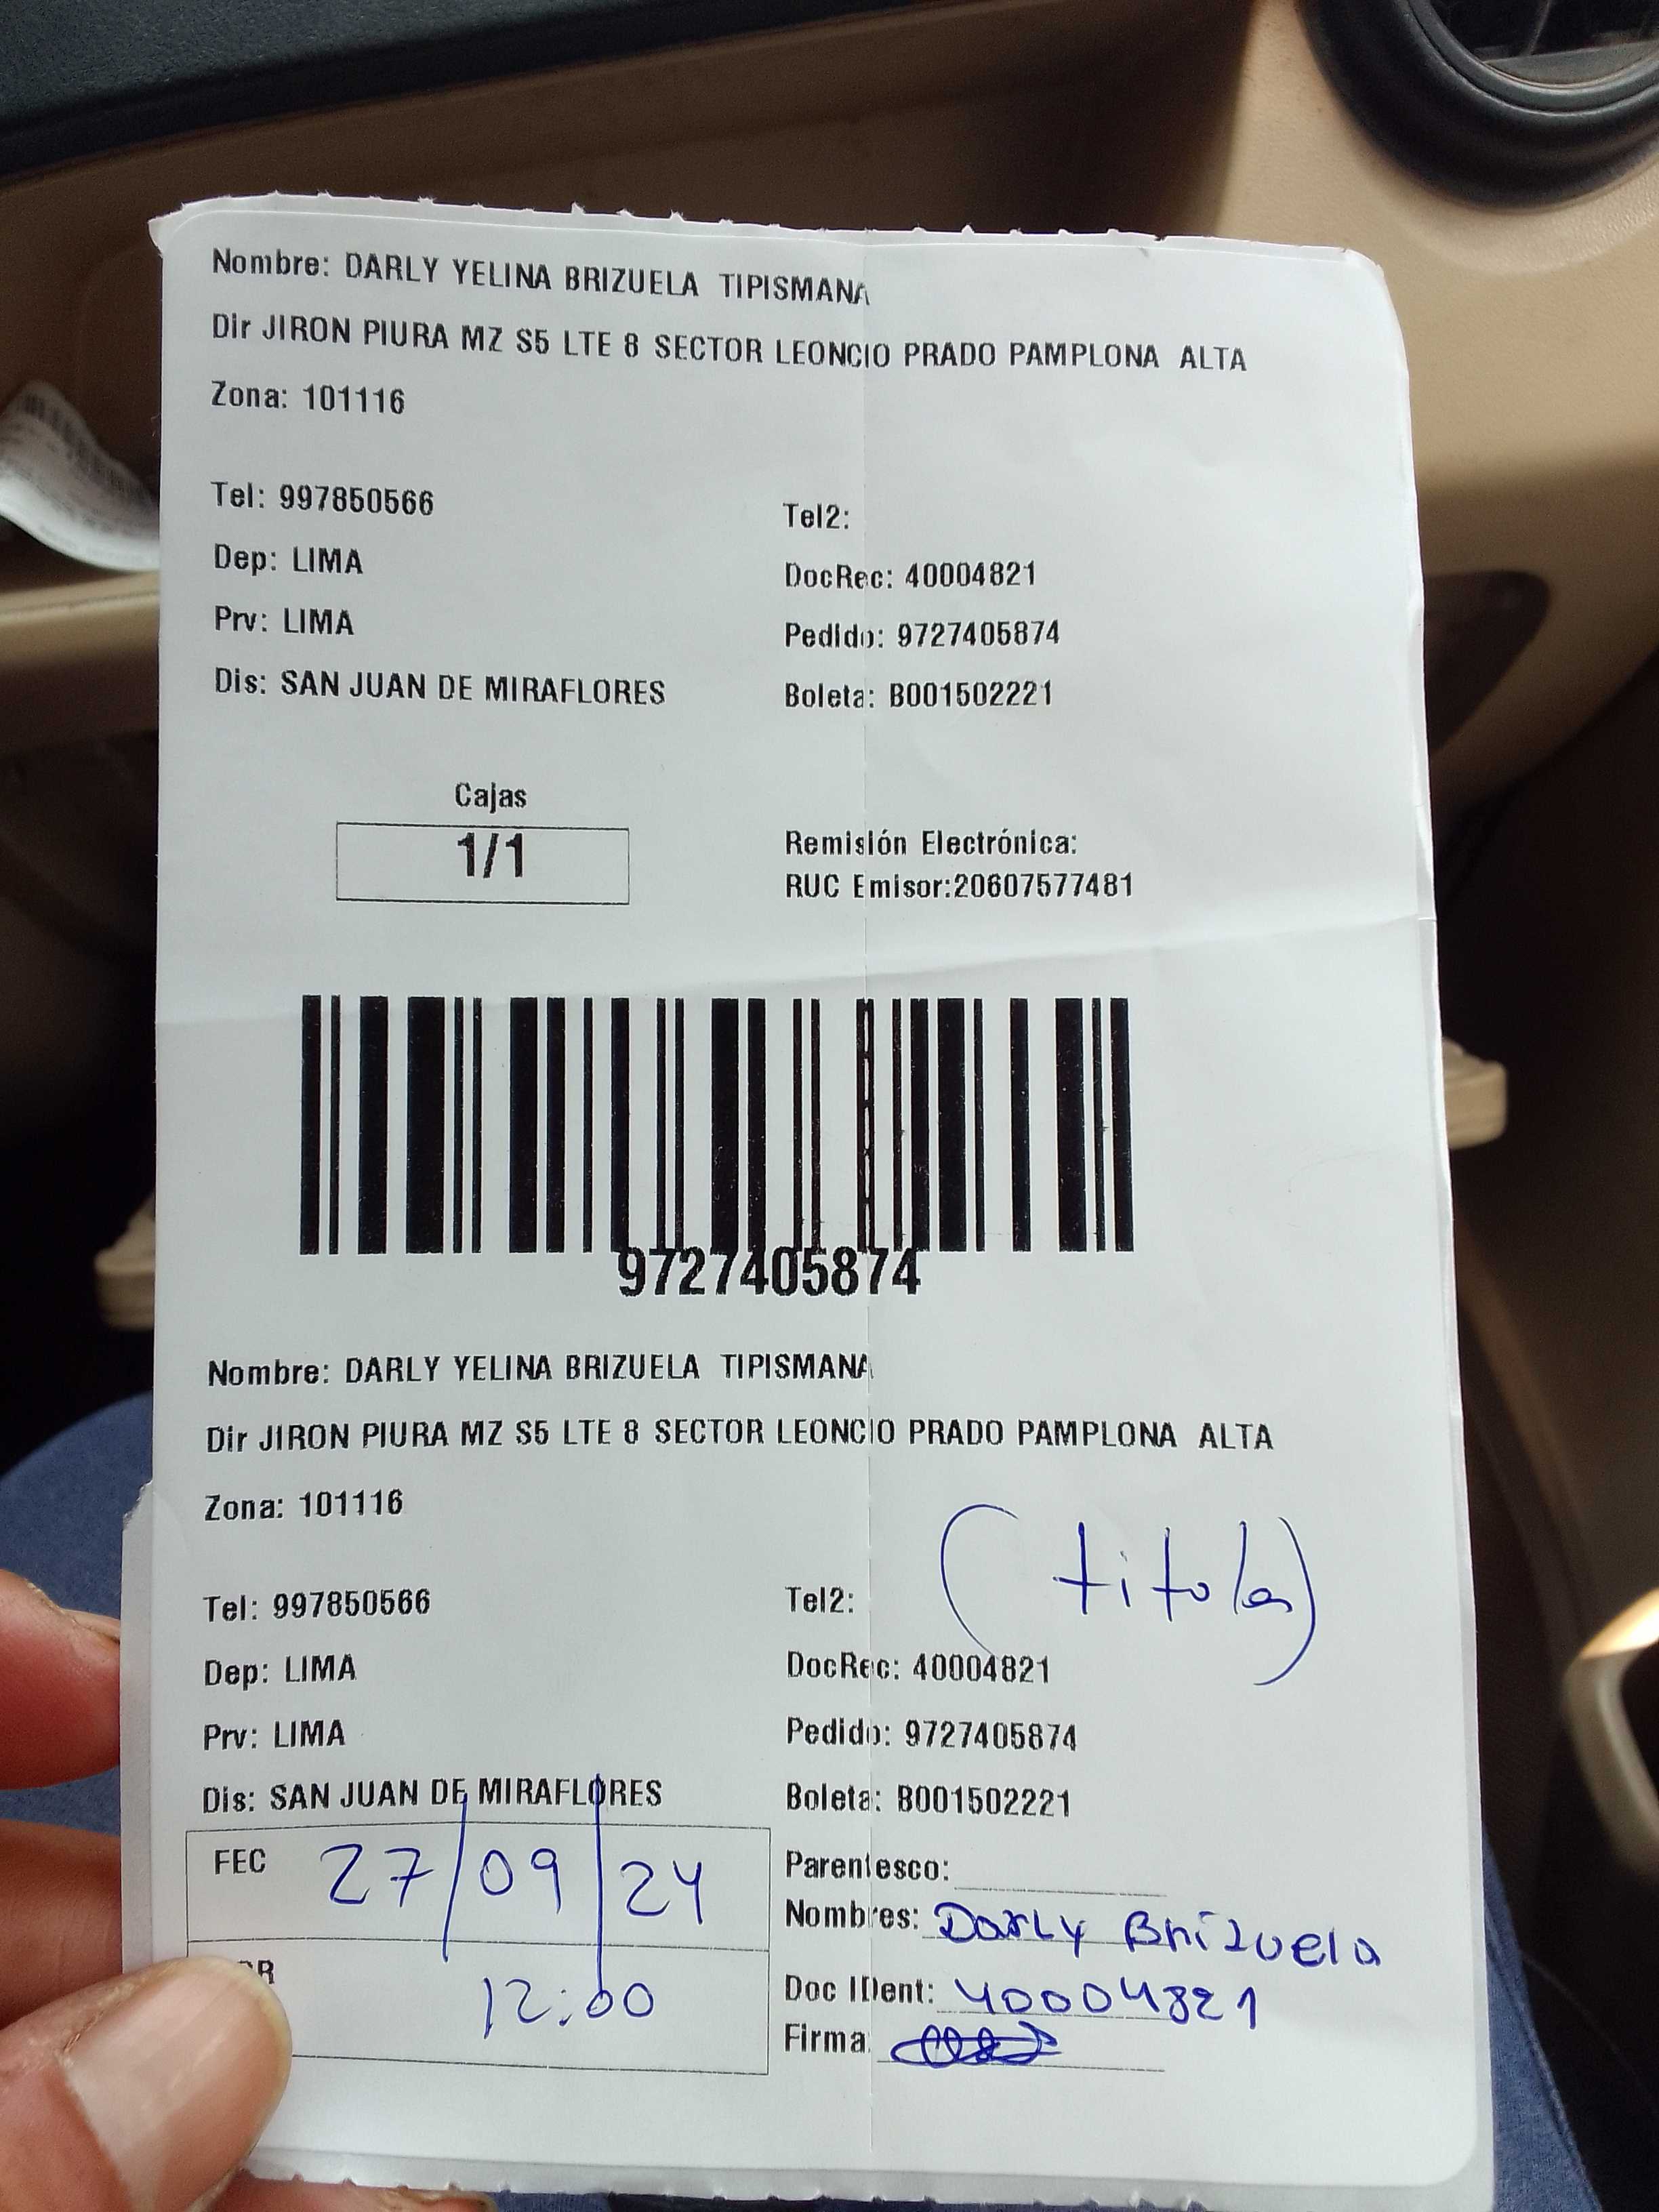 Nombre: DARLY YELINA BRIZUELA TIPISMANA
Dir JIRON PIURA MZ S5 LTE 8 SECTOR LEONCIO PRADO PAMPLONA ALTA
Zona: 101116
Tel: 997850566
Tel2:
Dep: LIMA
DocRec: 40004821
Prv: LIMA
Pedido: 9727405874
Dis: SAN JUAN DE MIRAFLORES
Boleta: B001502221
Cajas
1/1
Remisión Electrónica:
RUC Emisor:20607577481
9727405874
Nombre: DARLY YELINA BRIZUELA TIPISMANA
Dir JIRON PIURA MZ S5 LTE 8 SECTOR LEONCIO PRADO PAMPLONA ALTA
Zona: 101116
(titular)
Tel: 997850566
Tel2:
Dep: LIMA
DocRec: 40004821
Prv: LIMA
Pedido: 9727405874
Dis: SAN JUAN DE MIRAFLORES
Boleta: B001502221
FEC 27/09/24
Parentesco:
Nombres: Darly Brizuela
12:00
Doc IDent: 40004821
Firma: